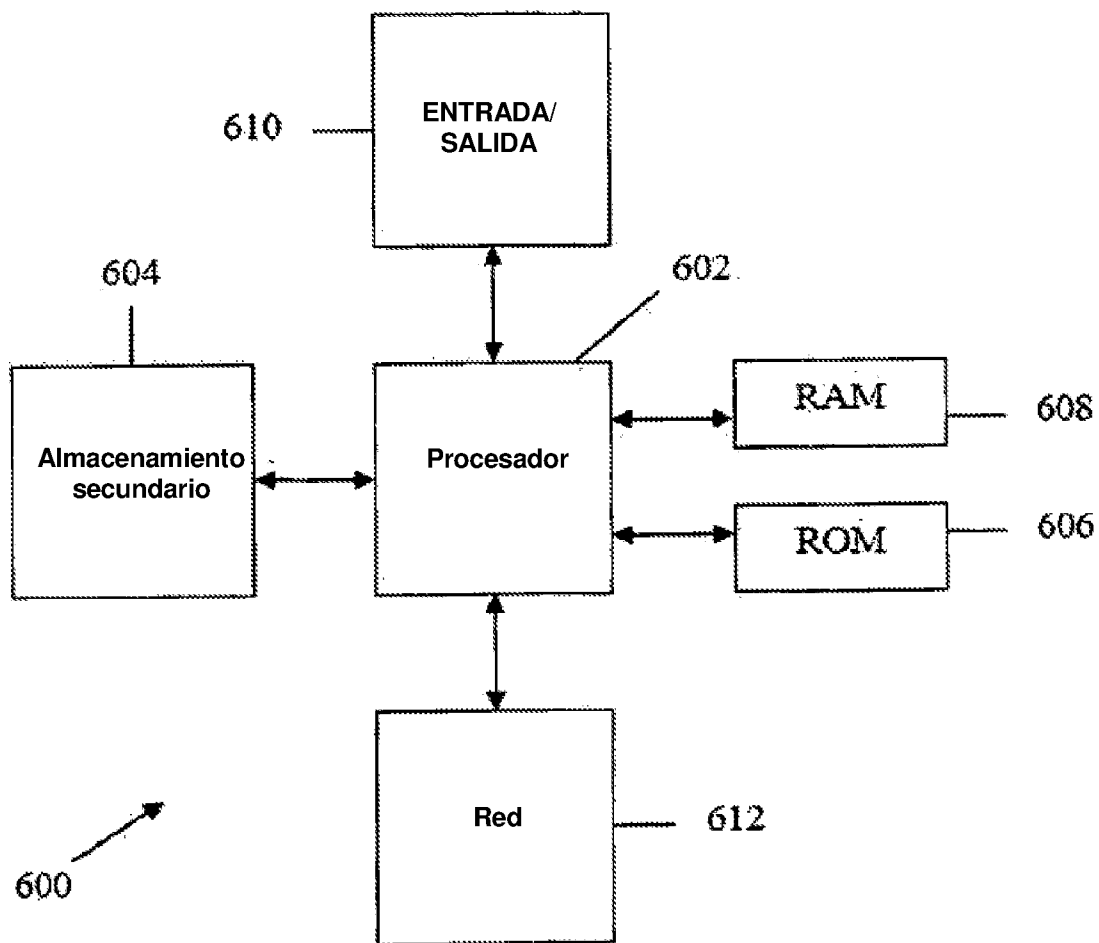 ENTRADA/
SALIDA
610
604
602
RAM
608
Almacenamiento
secundario
Procesador
ROM
606
Red
612
600